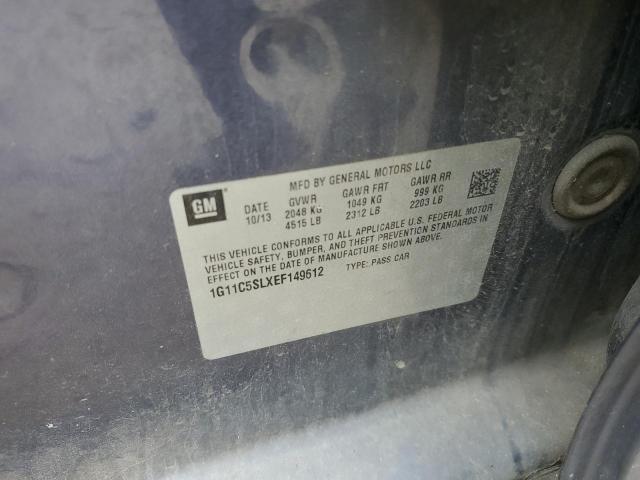 MFD BY GENERAL MOTORS LLC
GM DATE GVWR GAWR FRT GAWR RR
10/13 2048 KG 1049 KG 999 KG
4515 LB 2312 LB 2203 LB
THIS VEHICLE CONFORMS TO ALL APPLICABLE U.S. FEDERAL MOTOR
VEHICLE SAFETY, BUMPER, AND THEFT PREVENTION STANDARDS IN
EFFECT ON THE DATE OF MANUFACTURE SHOWN ABOVE.
1G11C5SLXEF149612 TYPE: PASS CAR